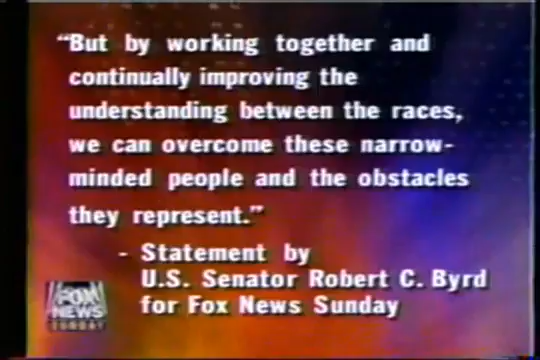 “But by working together and
continually improving the
understanding between the races,
we can overcome these narrow-
minded people and the obstacles
they represent.”
- Statement by
U.S. Senator Robert C. Byrd
for Fox News Sunday
FOX
NEWS
SUNDAY